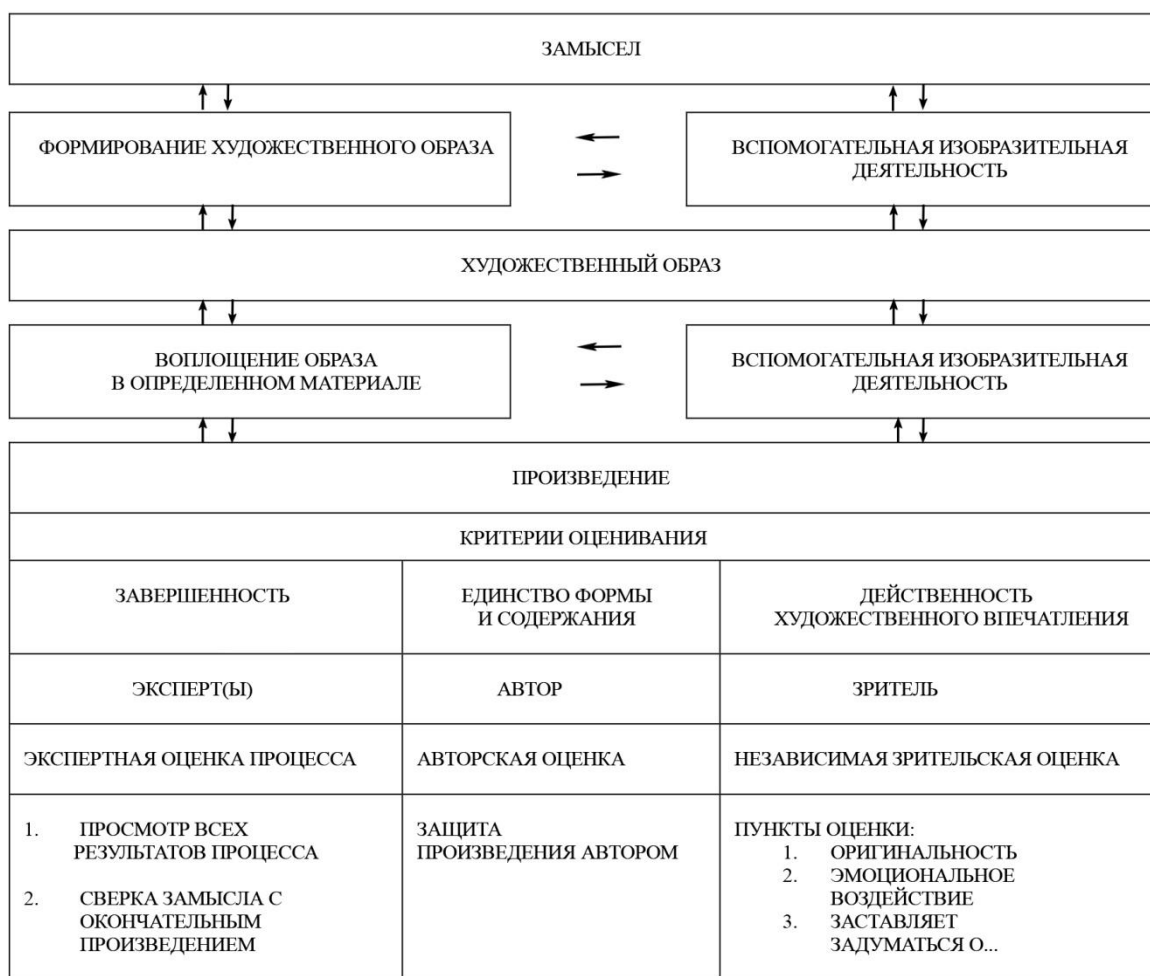 ЗАМЫСЕЛ
ФОРМИРОВАНИЕ ХУДОЖЕСТВЕННОГО ОБРАЗА
ВСПОМОГАТЕЛЬНАЯ ИЗОБРАЗИТЕЛЬНАЯ
ДЕЯТЕЛЬНОСТЬ
ХУДОЖЕСТВЕННЫЙ ОБРАЗ
ВОПЛОЩЕНИЕ ОБРАЗА
В ОПРЕДЕЛЕННОМ МАТЕРИАЛЕ
ВСПОМОГАТЕЛЬНАЯ ИЗОБРАЗИТЕЛЬНАЯ
ДЕЯТЕЛЬНОСТЬ
ПРОИЗВЕДЕНИЕ
КРИТЕРИИ ОЦЕНИВАНИЯ
ЗАВЕРШЕННОСТЬ
ЕДИНСТВО ФОРМЫ
И СОДЕРЖАНИЯ
ДЕЙСТВЕННОСТЬ
ХУДОЖЕСТВЕННОГО ВПЕЧАТЛЕНИЯ
ЭКСПЕРТ(Ы)
АВТОР
ЗРИТЕЛЬ
ЭКСПЕРТНАЯ ОЦЕНКА ПРОЦЕССА
АВТОРСКАЯ ОЦЕНКА
НЕЗАВИСИМАЯ ЗРИТЕЛЬСКАЯ ОЦЕНКА
1. ПРОСМОТР ВСЕХ
РЕЗУЛЬТАТОВ ПРОЦЕССА
2. СВЕРКА ЗАМЫСЛА С
ОКОНЧАТЕЛЬНЫМ
ПРОИЗВЕДЕНИЕМ
ЗАЩИТА
ПРОИЗВЕДЕНИЯ АВТОРОМ
ПУНКТЫ ОЦЕНКИ:
1. ОРИГИНАЛЬНОСТЬ
2. ЭМОЦИОНАЛЬНОЕ
ВОЗДЕЙСТВИЕ
3. ЗАСТАВЛЯЕТ
ЗАДУМАТЬСЯ О...